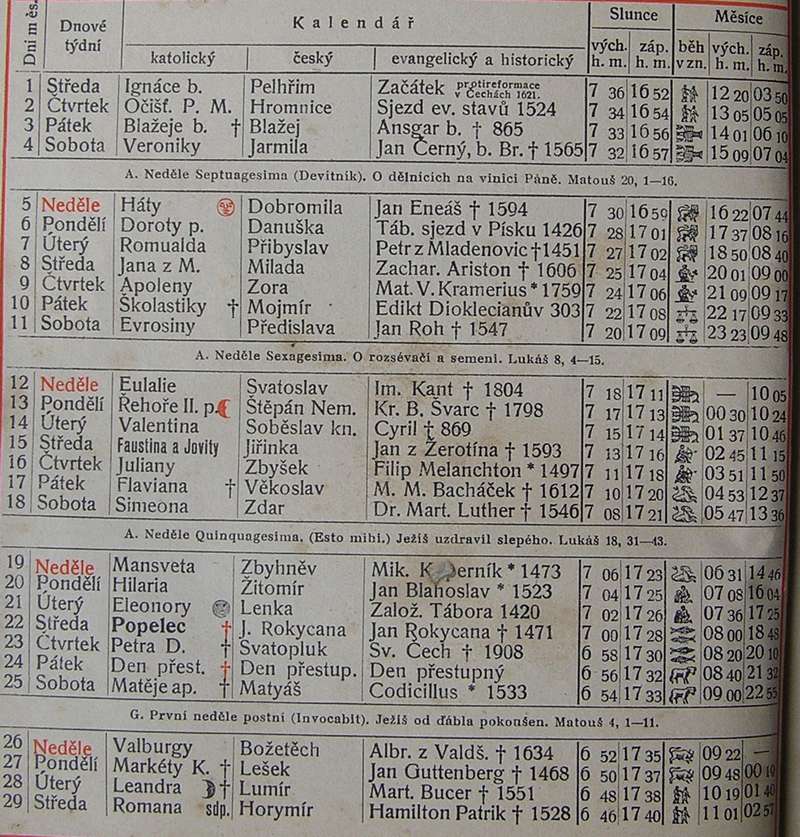 Dni měs.
Dnové týdní
Kalendář
Slunce
Měsíce
katolický
český
evangelický a historický
vých. h. m.
záp. h. m.
běh v zn.
vých. h. m.
záp. h. m.
1 Středa Ignáce b. Pelhřim Začátek protireformace v Čechách 1621. 7 36 16 52 12 20 03 50
2 Čtvrtek Očišť. P. M. Hromnice Sjezd ev. stavů 1524 7 34 16 54 13 05 05 05
3 Pátek Blažeje b. † Blažej Ansgar b. † 865 7 33 16 56 14 01 06 10
4 Sobota Veroniky Jarmila Jan Černý, b. Br. † 1565 7 32 16 57 15 09 07 04
A. Neděle Septuagesima (Devítník). O dělnících na vinici Páně. Matouš 20, 1—16.
5 Neděle Háty Dobromila Jan Eneáš † 1594 7 30 16 59 16 22 07 44
6 Pondělí Doroty p. Danuška Táb. sjezd v Písku 1426 7 28 17 01 17 37 08 16
7 Úterý Romualda Přibyslav Petr z Mladenovic † 1451 7 27 17 02 18 50 08 40
8 Středa Jana z M. Milada Zachar. Ariston † 1606 7 25 17 04 20 01 09 00
9 Čtvrtek Apoleny Zora Mat. V. Kramerius * 1759 7 24 17 06 21 09 09 17
10 Pátek Školastiky † Mojmír Edikt Diokleciánův 303 7 22 17 08 22 17 09 33
11 Sobota Evrosiny Předislava Jan Roh † 1547 7 20 17 09 23 23 09 48
A. Neděle Sexagesima. O rozsévači a semeni. Lukáš 8, 4—15.
12 Neděle Eulalie Svatoslav Im. Kant † 1804 7 18 17 11 — 10 05
13 Pondělí Řehoře II. p. Štěpán Nem. Kr. B. Švarc † 1798 7 17 17 13 00 30 10 24
14 Úterý Valentina Soběslav kn. Cyril † 869 7 15 17 14 01 37 10 46
15 Středa Faustina a Jovity Jiřinka Jan z Žerotína † 1593 7 13 17 16 02 45 11 15
16 Čtvrtek Juliany Zbyšek Filip Melanchton * 1497 7 11 17 18 03 51 11 50
17 Pátek Flaviana † Věkoslav M. M. Bacháček † 1612 7 10 17 20 04 53 12 37
18 Sobota Simeona Zdar Dr. Mart. Luther † 1546 7 08 17 21 05 47 13 36
A. Neděle Quinquagesima. (Esto mihi.) Ježíš uzdravil slepého. Lukáš 18, 31—43.
19 Neděle Mansveta Zbyhněv Mik. K perník * 1473 7 06 17 23 06 31 14 46
20 Pondělí Hilaria Žitomír Jan Blahoslav * 1523 7 04 17 25 07 08 16 04
21 Úterý Eleonory Lenka Založ. Tábora 1420 7 02 17 26 07 36 17 25
22 Středa Popelec † J. Rokycana Jan Rokycana † 1471 7 00 17 28 08 00 18 48
23 Čtvrtek Petra D. † Svatopluk Sv. Čech † 1908 6 58 17 30 08 20 20 10
24 Pátek Den přest. † Den přestup. Den přestupný 6 56 17 32 08 40 21 32
25 Sobota Matěje ap. † Matyáš Codicillus * 1533 6 54 17 33 09 00 22 55
G. První neděle postní (Invocabit). Ježíš od ďábla pokoušen. Matouš 4, 1—11.
26 Neděle Valburgy Božetěch Albr. z Valdš. † 1634 6 52 17 35 09 22 —
27 Pondělí Markéty K. † Lešek Jan Guttenberg † 1468 6 50 17 37 09 48 00 19
28 Úterý Leandra † Lumír Mart. Bucer † 1551 6 48 17 38 10 19 01 40
29 Středa Romana sdp. Horymír Hamilton Patrik † 1528 6 46 17 40 11 01 02 57